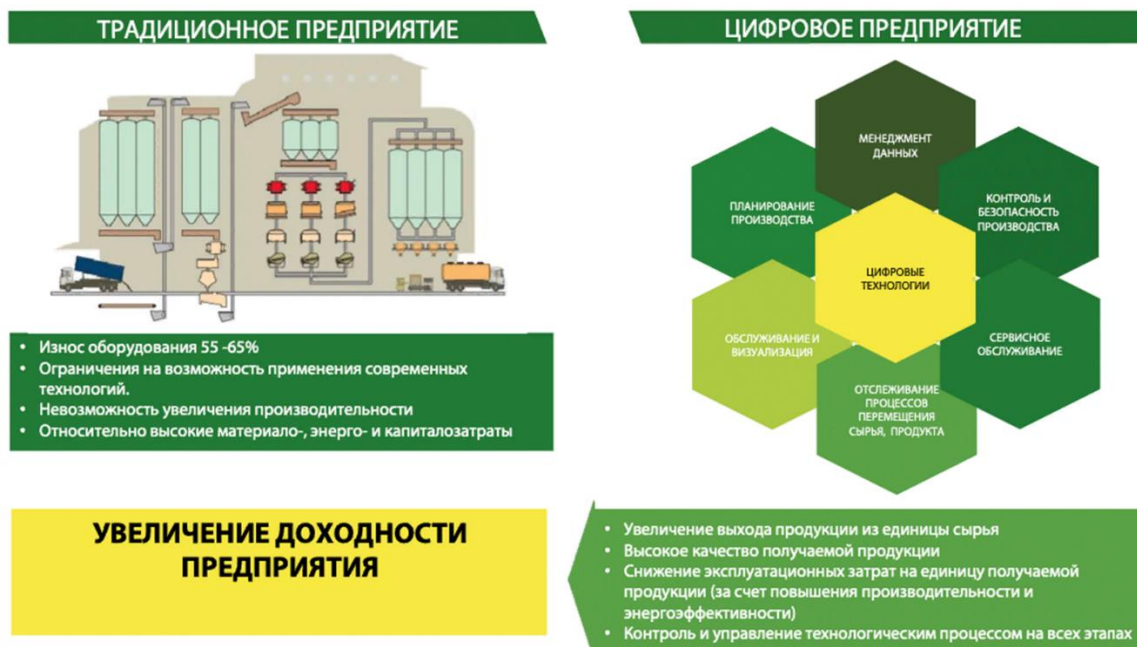 ТРАДИЦИОННОЕ ПРЕДПРИЯТИЕ
• Износ оборудования 55 -65%
• Ограничения на возможность применения современных
технологий.
• Невозможность увеличения производительности
• Относительно высокие материало-, энерго- и капиталозатраты
УВЕЛИЧЕНИЕ ДОХОДНОСТИ
ПРЕДПРИЯТИЯ
ЦИФРОВОЕ ПРЕДПРИЯТИЕ
МЕНЕДЖМЕНТ
ДАННЫХ
ПЛАНИРОВАНИЕ
ПРОИЗВОДСТВА
КОНТРОЛЬ И
БЕЗОПАСНОСТЬ
ПРОИЗВОДСТВА
ЦИФРОВЫЕ
ТЕХНОЛОГИИ
ОБСЛУЖИВАНИЕ И
ВИЗУАЛИЗАЦИЯ
СЕРВИСНОЕ
ОБСЛУЖИВАНИЕ
ОТСЛЕЖИВАНИЕ
ПРОЦЕССОВ
ПЕРЕМЕЩЕНИЯ
СЫРЬЯ, ПРОДУКТА
• Увеличение выхода продукции из единицы сырья
• Высокое качество получаемой продукции
• Снижение эксплуатационных затрат на единицу получаемой
продукции (за счет повышения производительности и
энергоэффективности)
• Контроль и управление технологическим процессом на всех этапах